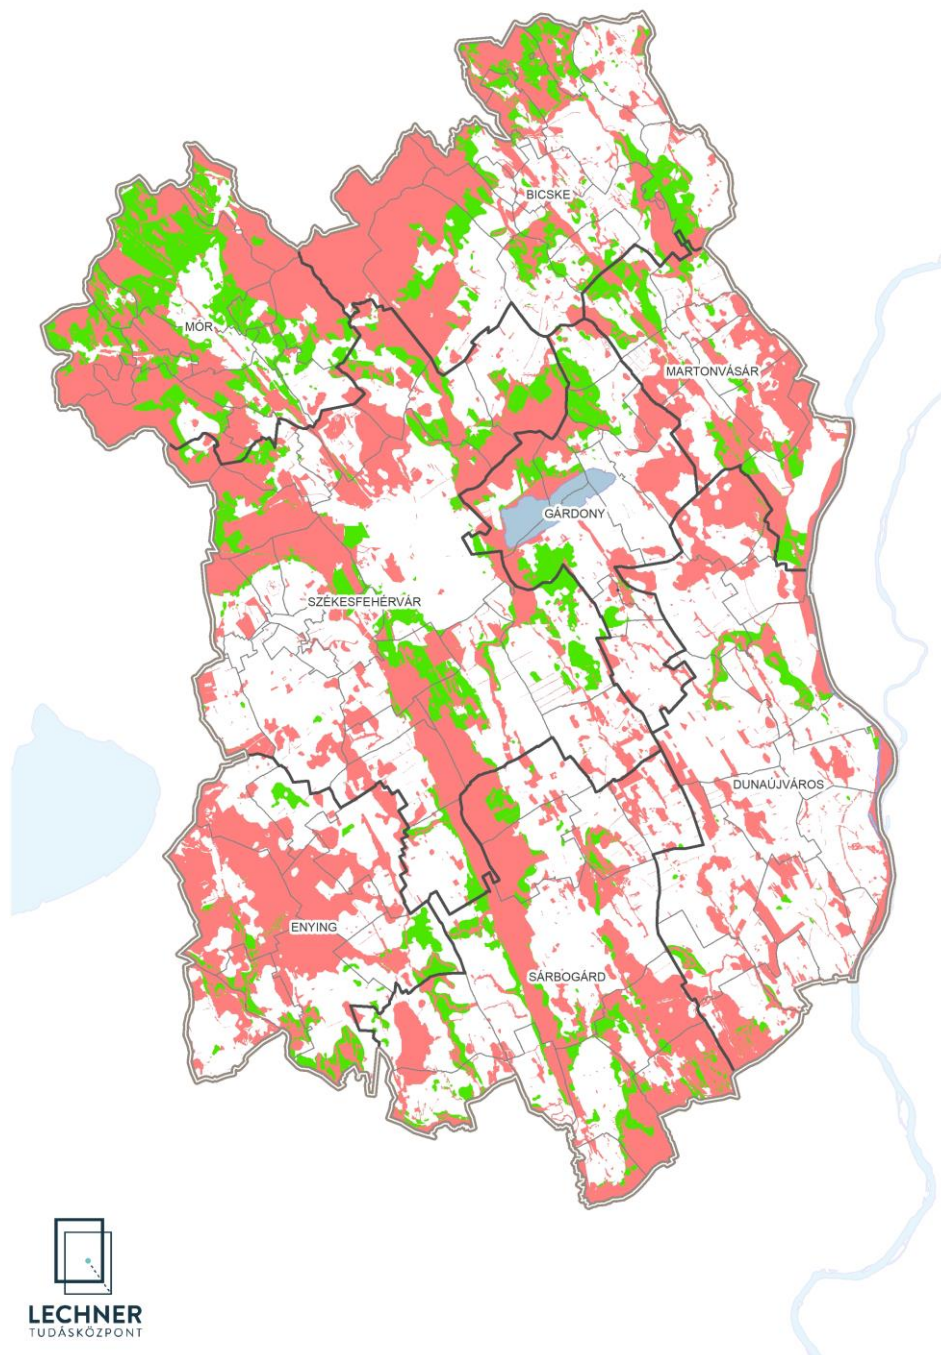 BICSKE
MÓR
MARTONVÁSÁR
GÁRDONY
SZÉKESFEHÉRVÁR
DUNAÚJVÁROS
ENYING
SÁRBOGÁRD
LECHNER
TUDÁSKÖZPONT